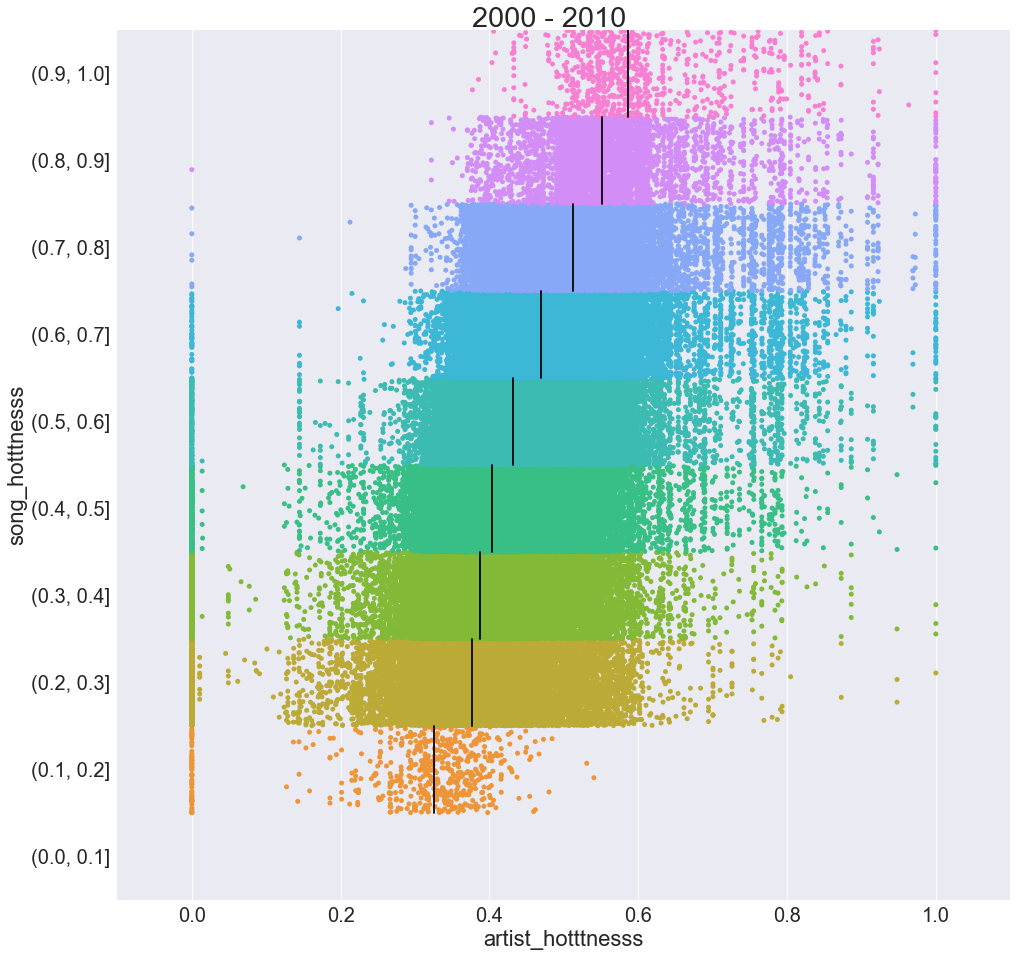 2000 - 2010
song_hotttnesss
(0.9, 1.0]
(0.8, 0.9]
(0.7, 0.8]
(0.6, 0.7]
(0.5, 0.6]
(0.4, 0.5]
(0.3, 0.4]
(0.2, 0.3]
(0.1, 0.2]
(0.0, 0.1]
0.0 0.2 0.4 0.6 0.8 1.0
artist_hotttnesss